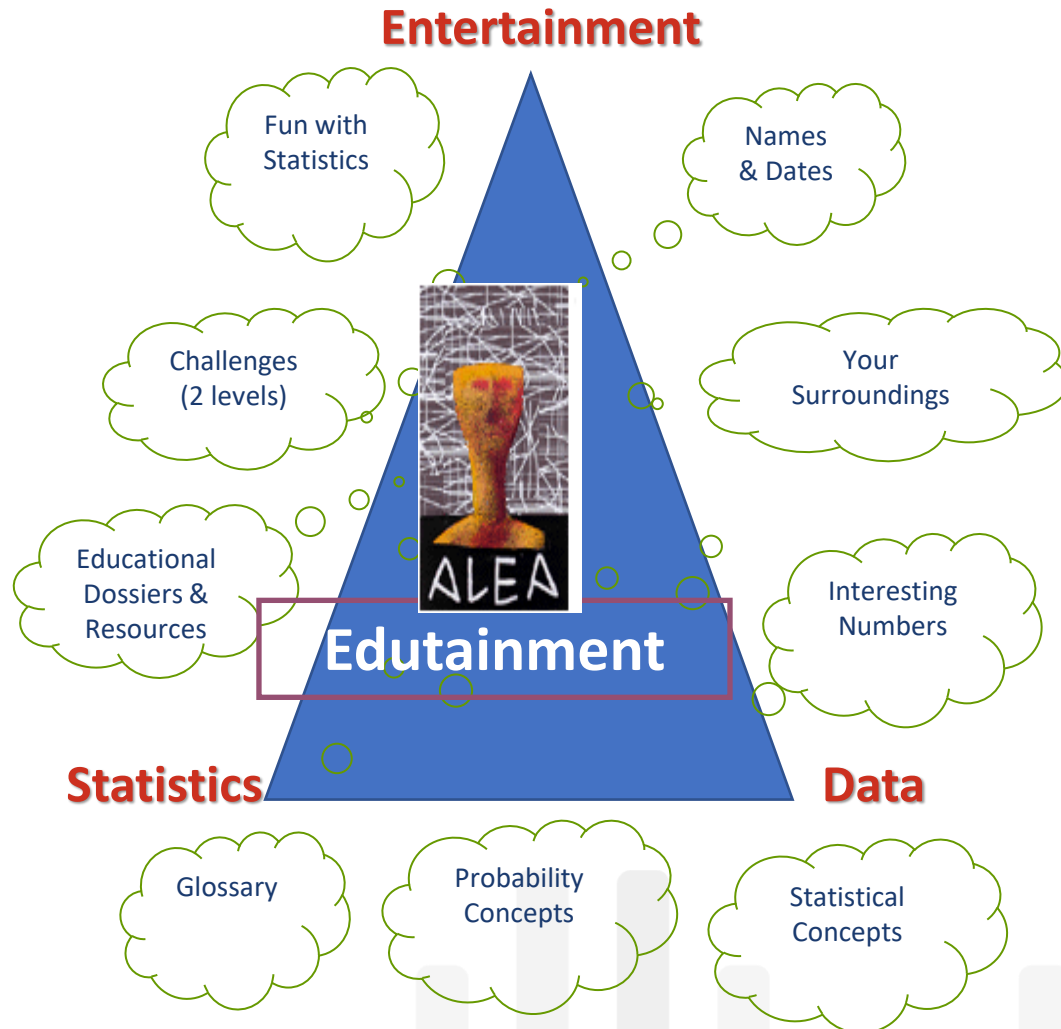 Entertainment
Fun with
Statistics
Names
& Dates
Challenges
(2 levels)
Your
Surroundings
ALEA
Educational
Dossiers &
Resources
Interesting
Numbers
Edutainment
Statistics
Data
Glossary
Probability
Concepts
Statistical
Concepts